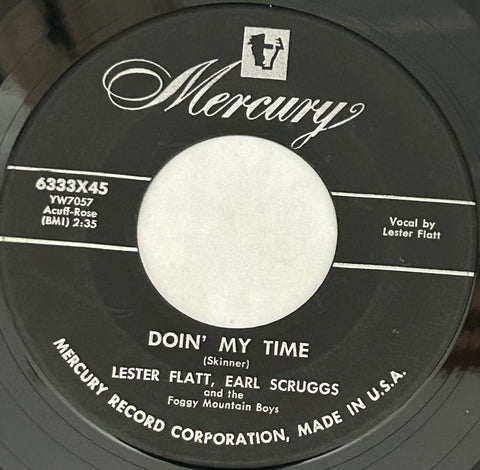 Mercury
6333X45
YW7057
Acuff-Rose
(BMI) 2:35
Vocal by
Lester Flatt
DOIN' MY TIME
(Skinner)
LESTER FLATT, EARL SCRUGGS
and the
Foggy Mountain Boys
MERCURY RECORD CORPORATION, MADE IN U.S.A.